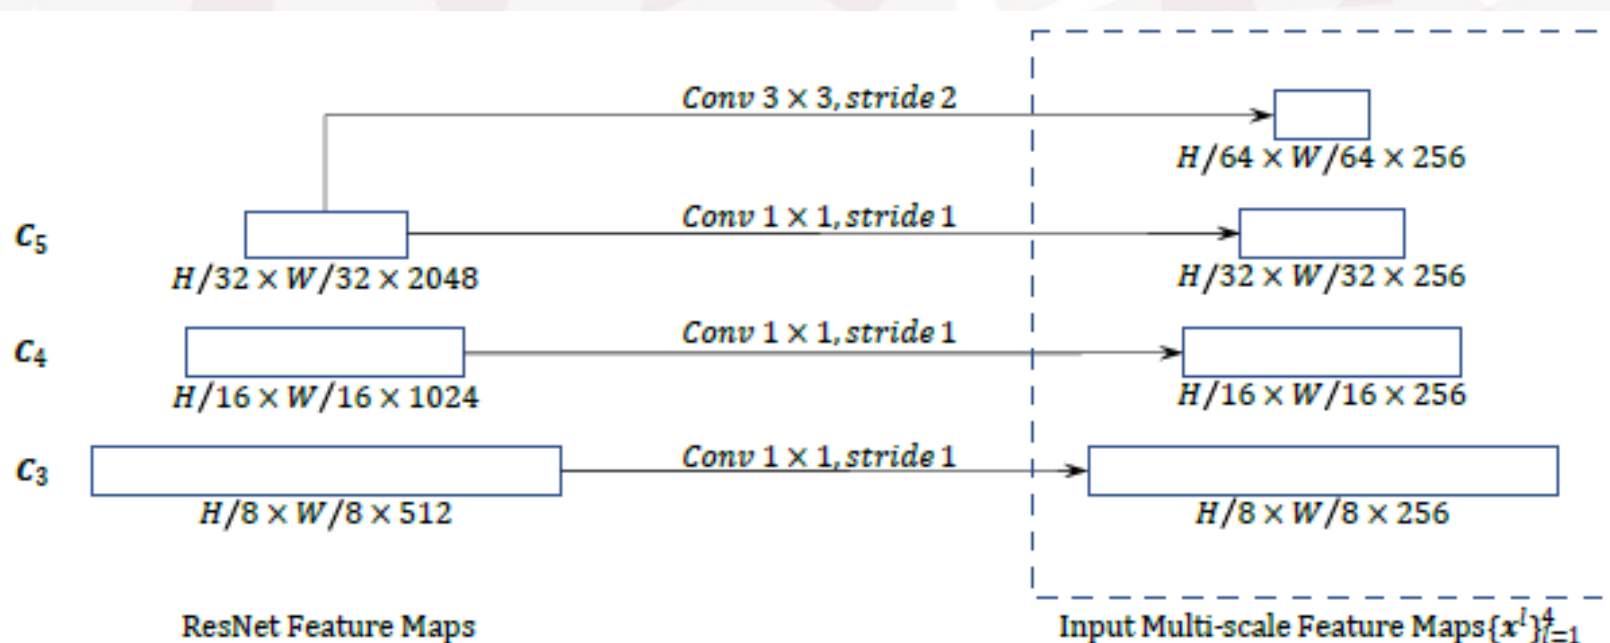 Conv 3 × 3, stride 2
H/64 × W/64 × 256
C₅
Conv 1 × 1, stride 1
H/32 × W/32 × 2048
H/32 × W/32 × 256
C₄
Conv 1 × 1, stride 1
H/16 × W/16 × 1024
H/16 × W/16 × 256
C₃
Conv 1 × 1, stride 1
H/8 × W/8 × 512
H/8 × W/8 × 256
ResNet Feature Maps
Input Multi-scale Feature Maps{xˡ}⁴ₗ₌₁